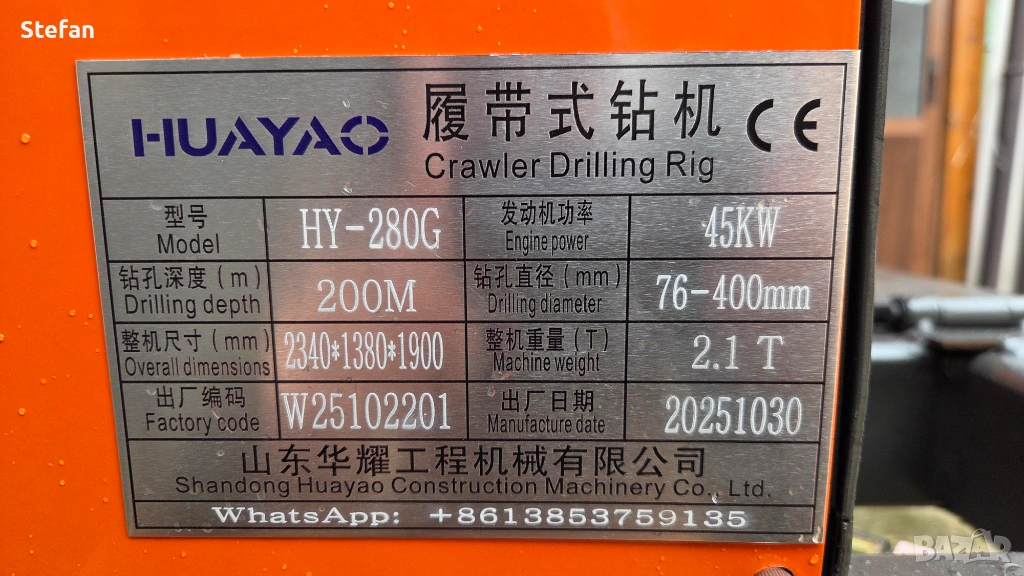 Stefan
HUAYAO
履带式钻机
Crawler Drilling Rig
CE
型号
Model
HY-280G
发动机功率
Engine power
45KW
钻孔深度（m）
Drilling depth
200M
钻孔直径（mm）
Drilling diameter
76-400mm
整机尺寸（mm）
Overall dimensions
2340*1380*1900
整机重量（T）
Machine weight
2.1 T
出厂编码
Factory code
W25102201
出厂日期
Manufacture date
20251030
山东华耀工程机械有限公司
Shandong Huayao Construction Machinery Co., Ltd.
WhatsApp: +8613853759135
BAZAR